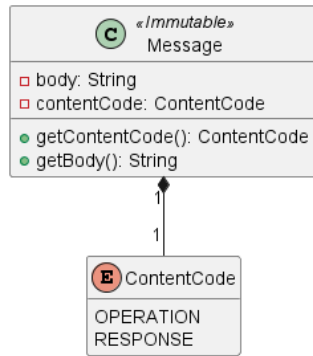 C
«Immutable»
Message
body: String
contentCode: ContentCode
getContentCode(): ContentCode
getBody(): String
1
1
E ContentCode
OPERATION
RESPONSE